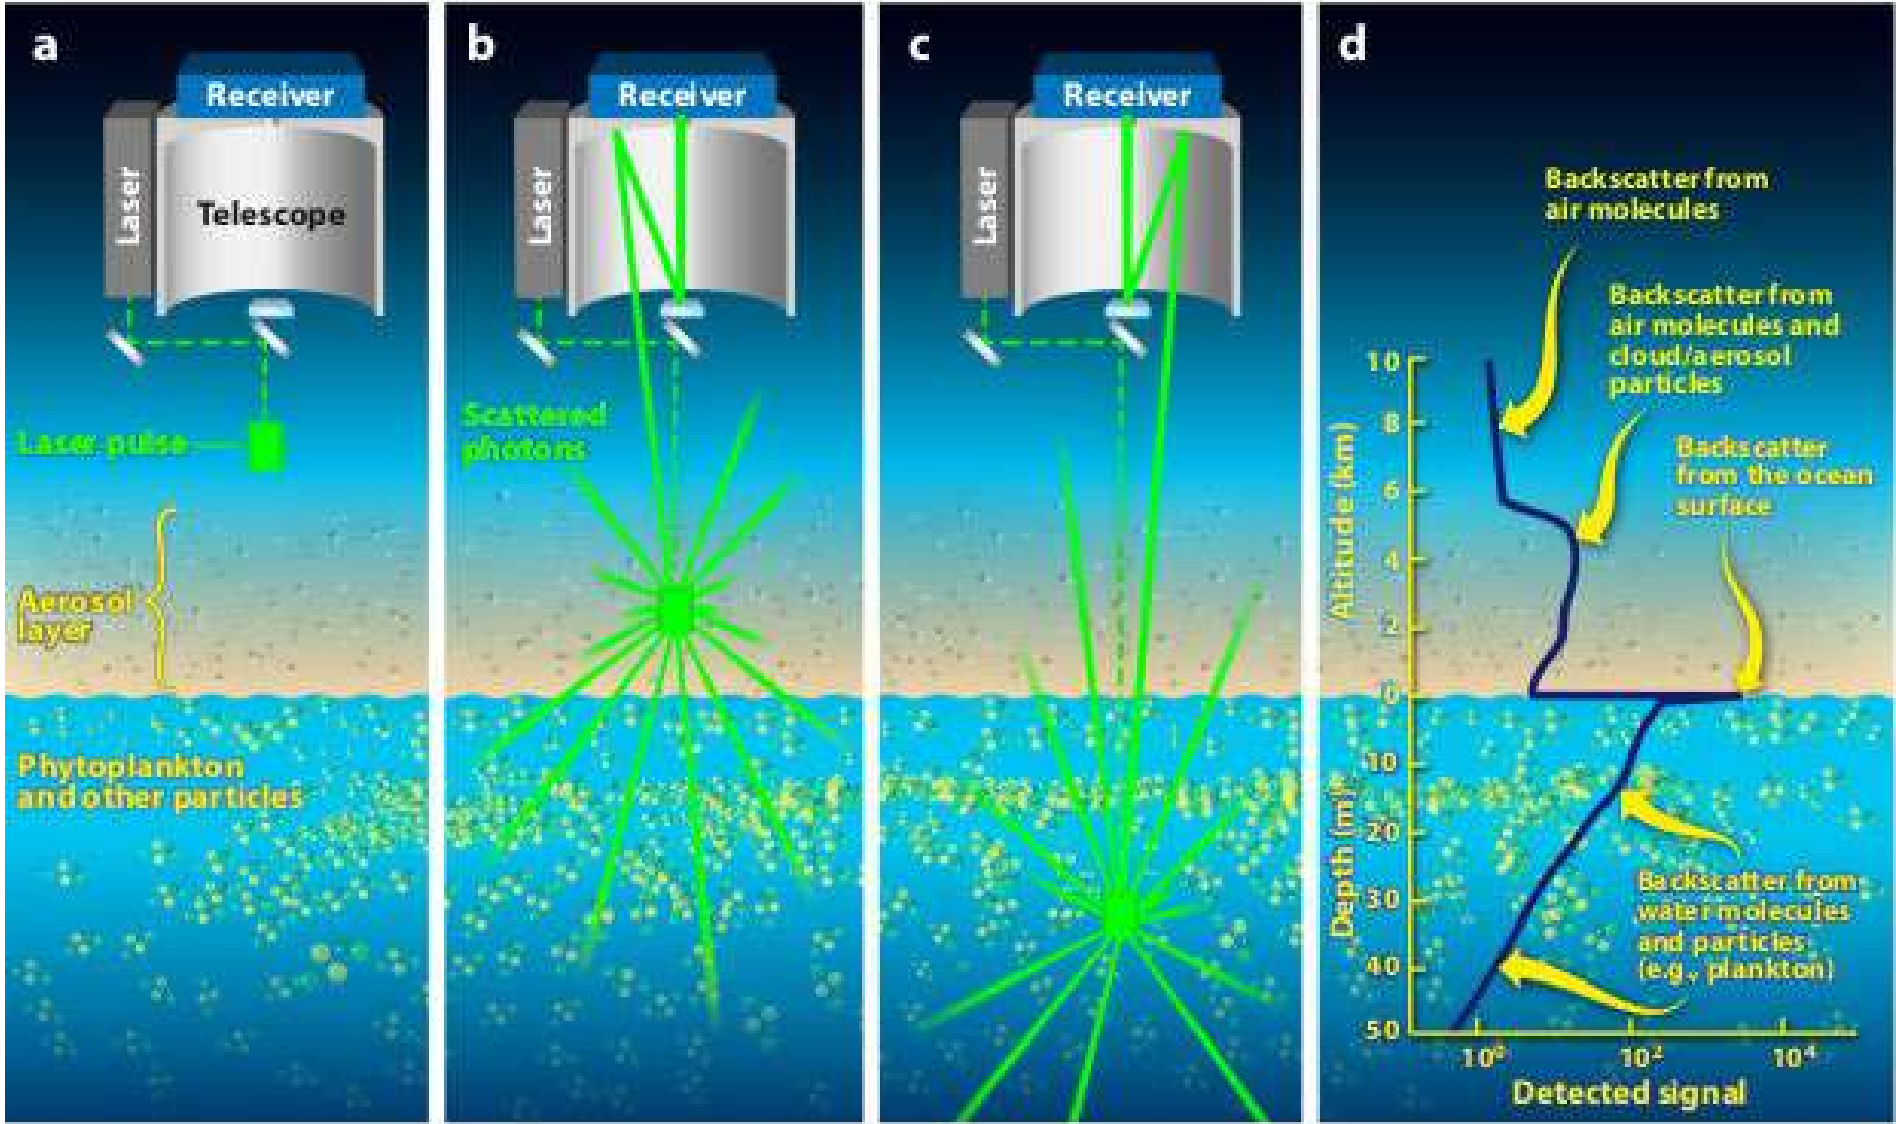 a
Receiver
Laser
Telescope
Laser pulse
Aerosol
layer
Phytoplankton
and other particles
b
Receiver
Laser
Scattered
photons
c
Receiver
Laser
d
Backscatter from
air molecules
Backscatter from
air molecules and
cloud/aerosol
particles
Backscatter
from the ocean
surface
Altitude (km)
10
8
6
4
2
0
Depth (m)
10
20
30
40
50
Backscatter from
water molecules
and particles
(e.g., plankton)
10⁰ 10² 10⁴
Detected signal